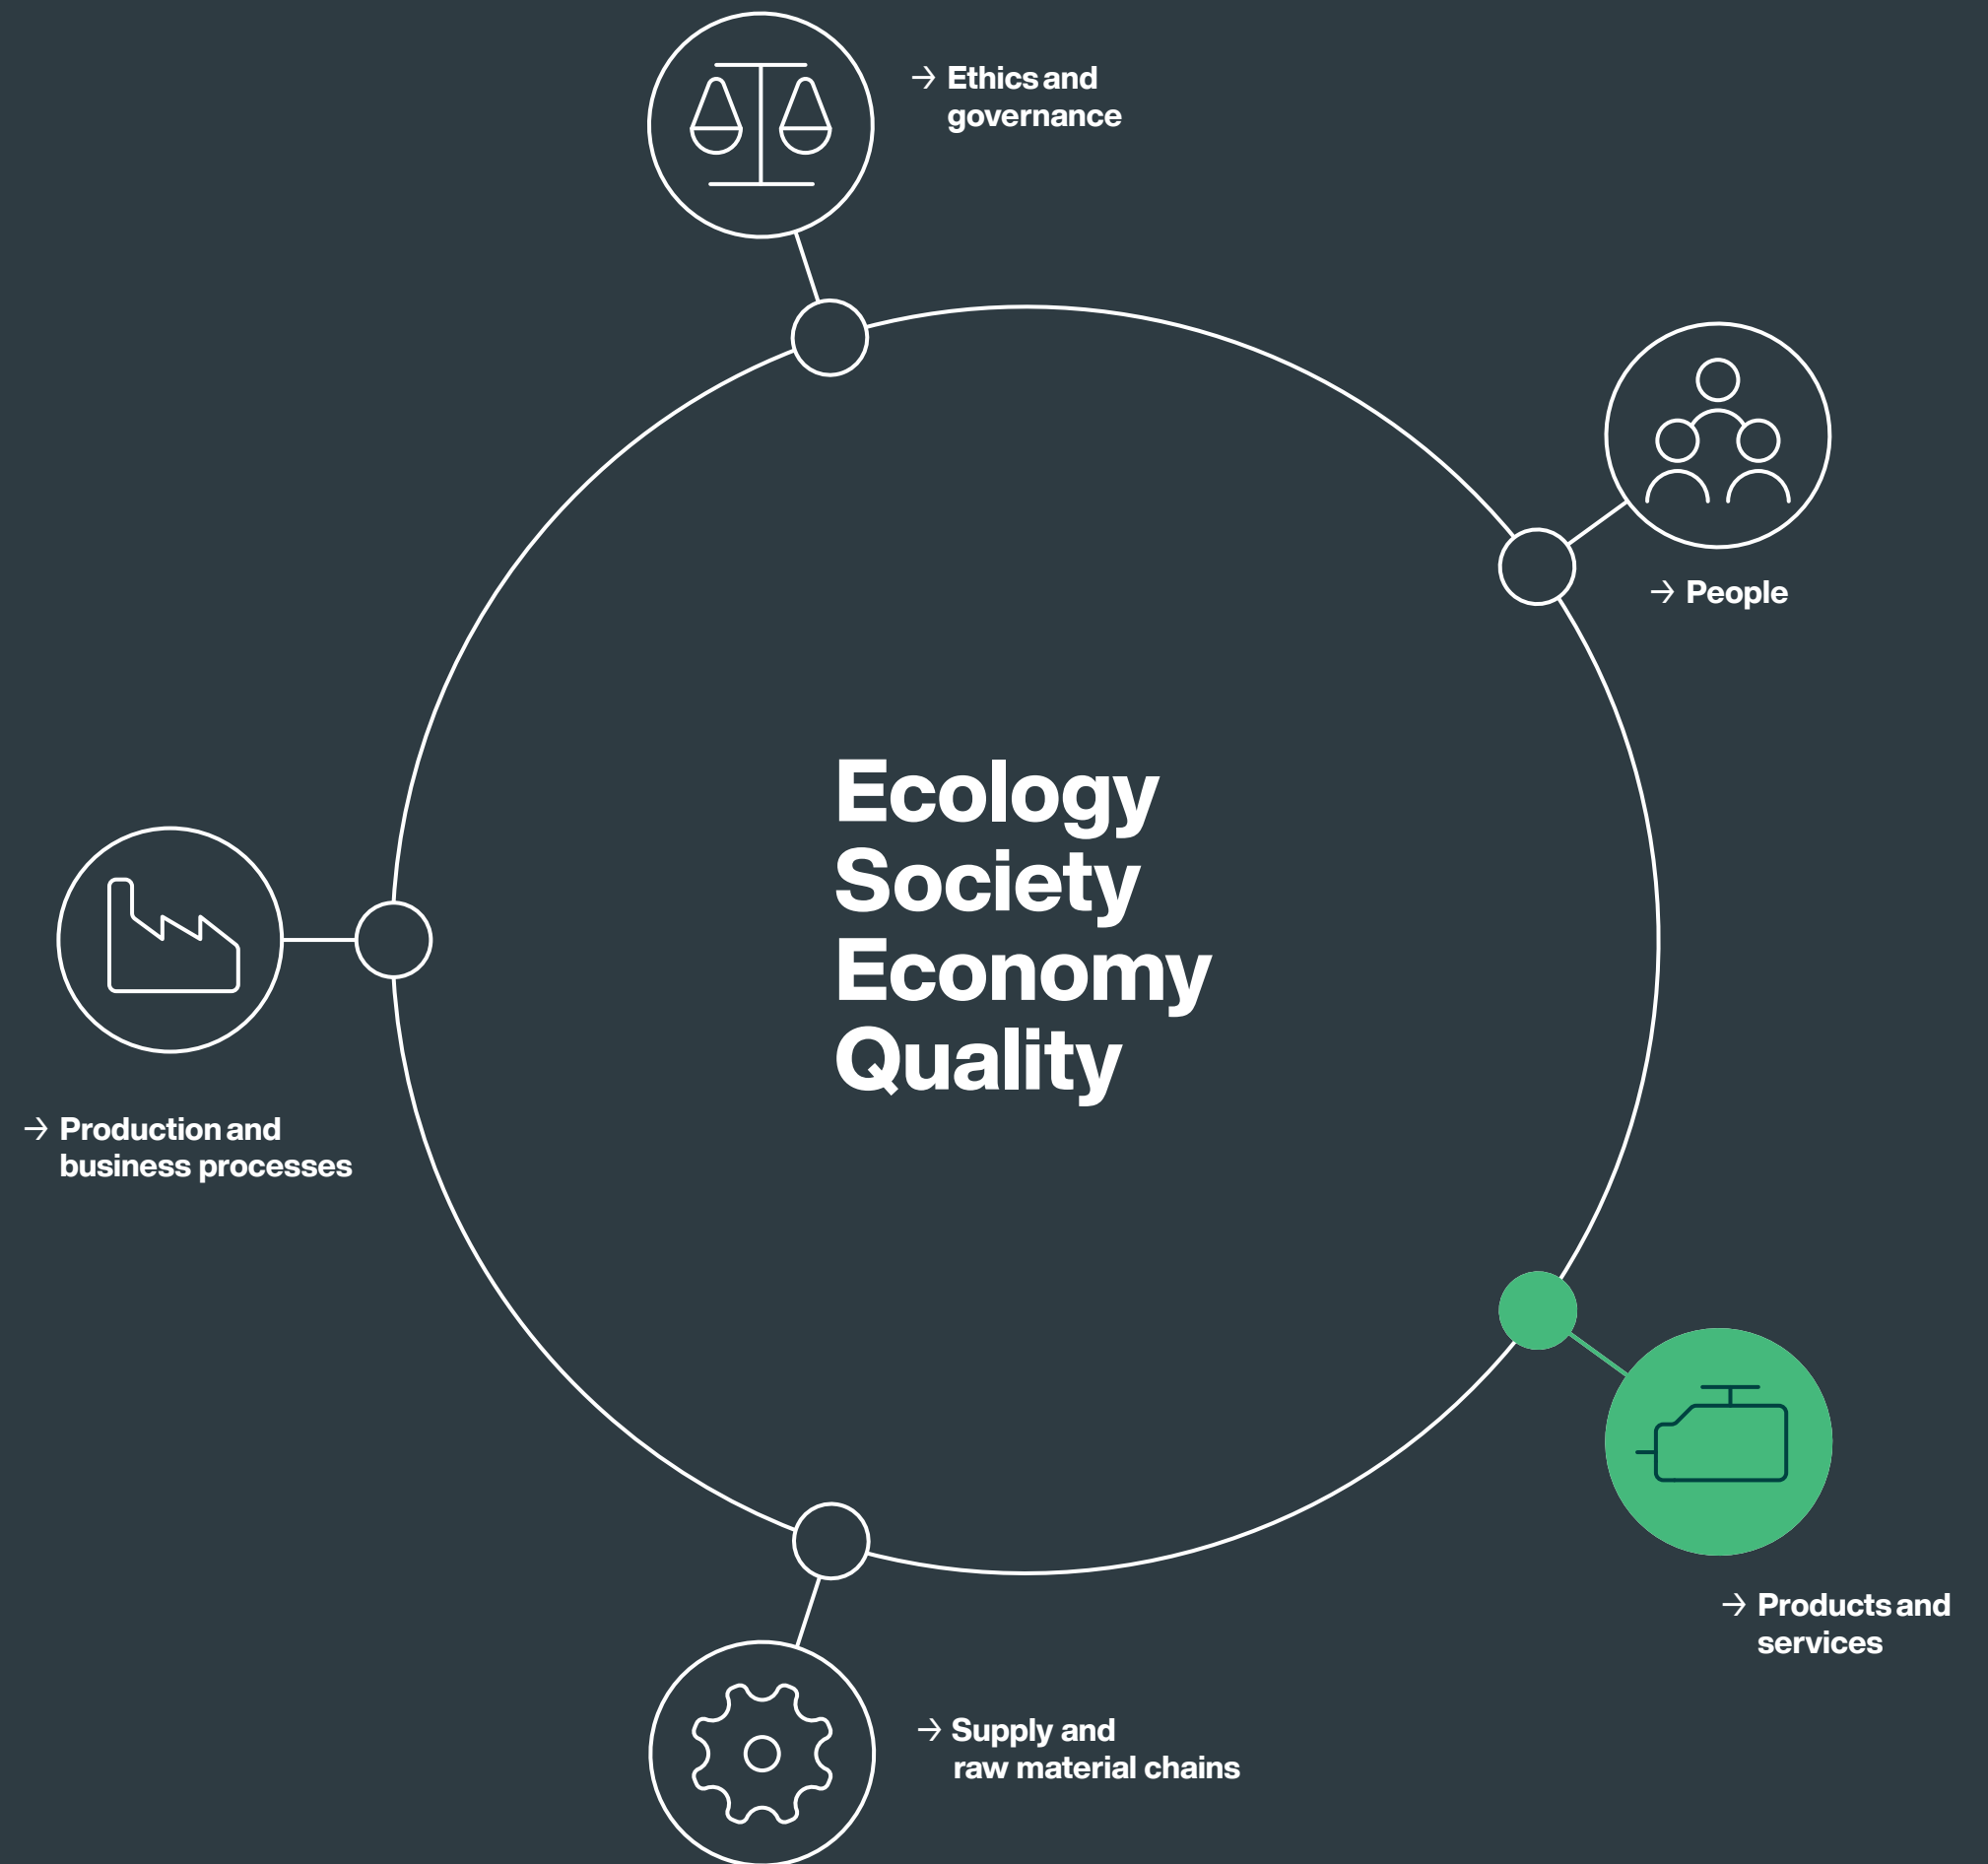 → Ethics and
governance
→ People
Ecology
Society
Economy
Quality
→ Production and
business processes
→ Products and
services
→ Supply and
raw material chains